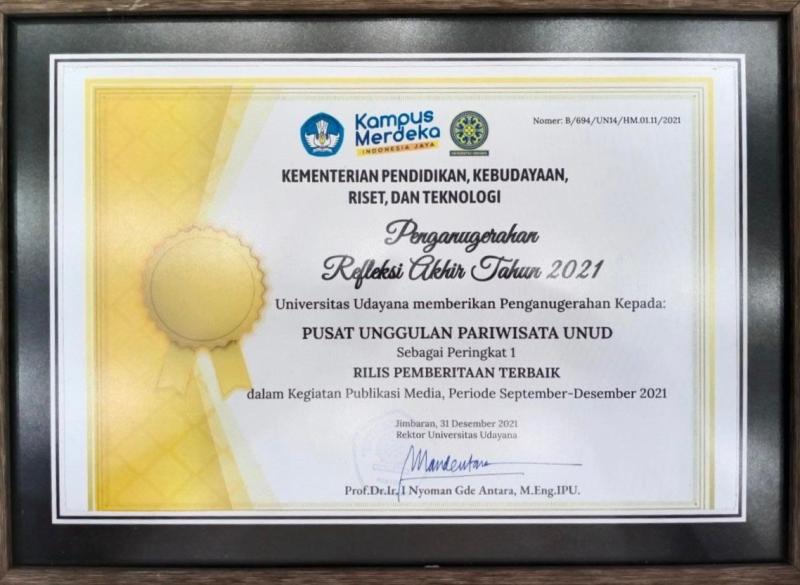 Kampus
Merdeka
INDONESIA JAYA
Nomor: B/694/UN14/HM.01.11/2021
KEMENTERIAN PENDIDIKAN, KEBUDAYAAN,
RISET, DAN TEKNOLOGI
Penganugerahan
Refleksi Akhir Tahun 2021
Universitas Udayana memberikan Penganugerahan Kepada:
PUSAT UNGGULAN PARIWISATA UNUD
Sebagai Peringkat 1
RILIS PEMBERITAAN TERBAIK
dalam Kegiatan Publikasi Media, Periode September-Desember 2021
Jimbaran, 31 Desember 2021
Rektor Universitas Udayana
Prof.Dr.Ir. I Nyoman Gde Antara, M.Eng.IPU.